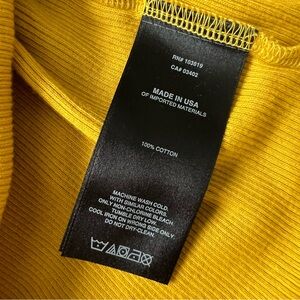 RN# 103819
CA# 03402
MADE IN USA
OF IMPORTED MATERIALS
100% COTTON
MACHINE WASH COLD.
WITH SIMILAR COLORS.
ONLY NON-CHLORINE BLEACH.
TUMBLE DRY LOW.
COOL IRON ON WRONG SIDE ONLY.
DO NOT DRY-CLEAN.